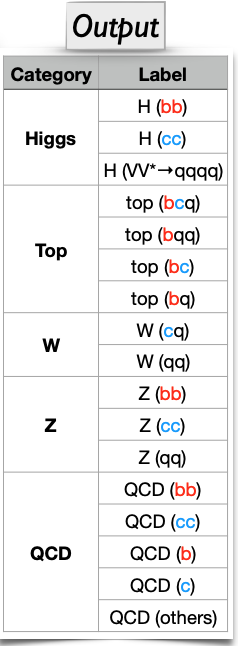 Output
Category Label
Higgs
H (bb)
H (cc)
H (VV*→qqqq)
Top
top (bcq)
top (bqq)
top (bc)
top (bq)
W
W (cq)
W (qq)
Z
Z (bb)
Z (cc)
Z (qq)
QCD
QCD (bb)
QCD (cc)
QCD (b)
QCD (c)
QCD (others)